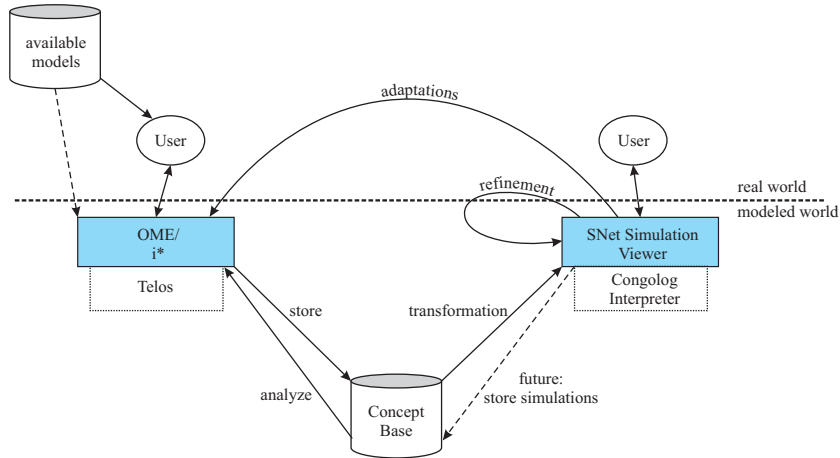 available
models
adaptations
User
User
refinement
real world
modeled world
OME/
i*
SNet Simulation
Viewer
Telos
Congolog
Interpreter
store
transformation
analyze
future:
store simulations
Concept
Base